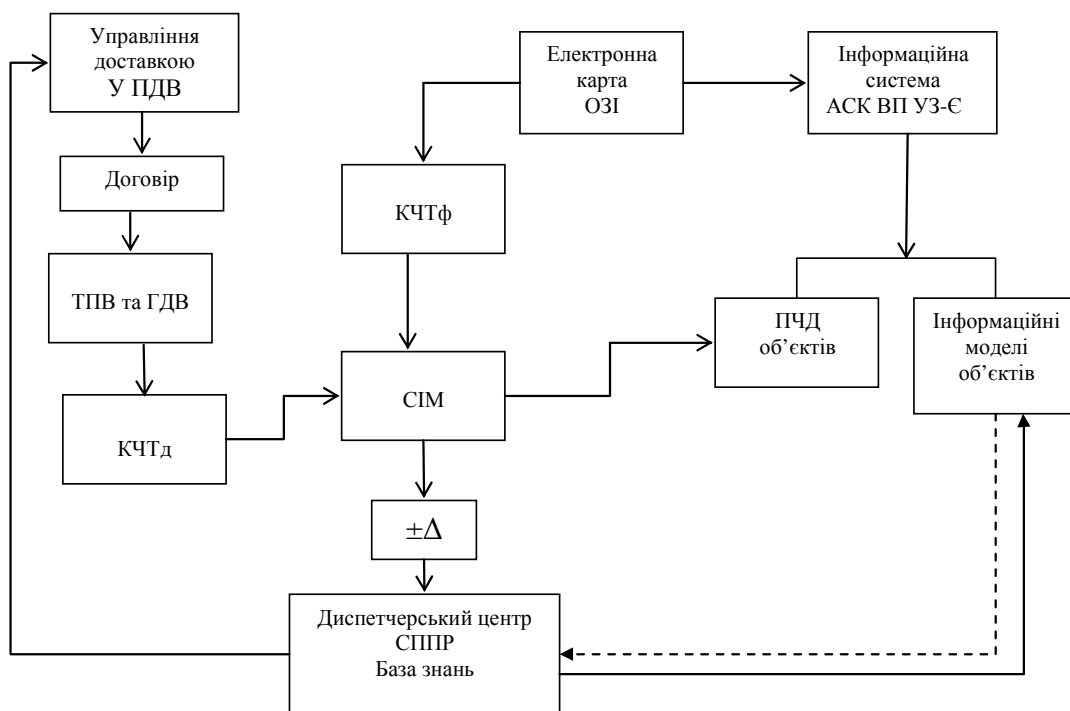 Управління
доставкою
У ПДВ
Електронна
карта
ОЗІ
Інформаційна
система
АСК ВП УЗ-Є
Договір
КЧТф
ТПВ та ГДВ
ПЧД
об’єктів
Інформаційні
моделі
об’єктів
СІМ
КЧТд
±Δ
Диспетчерський центр
СППР
База знань